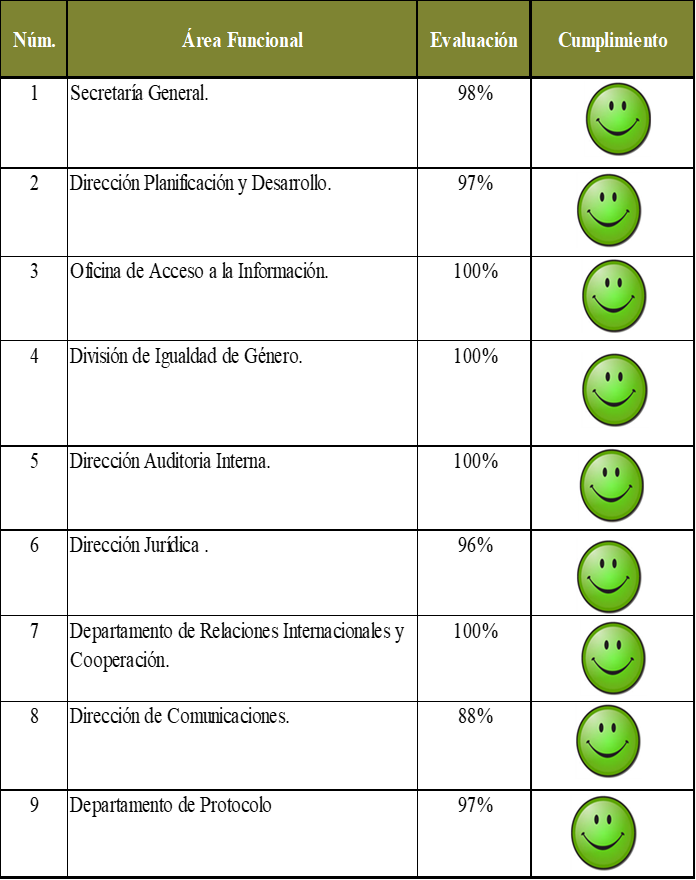 Núm. Área Funcional Evaluación Cumplimiento
1 Secretaría General. 98%
2 Dirección Planificación y Desarrollo. 97%
3 Oficina de Acceso a la Información. 100%
4 División de Igualdad de Género. 100%
5 Dirección Auditoria Interna. 100%
6 Dirección Jurídica . 96%
7 Departamento de Relaciones Internacionales y 100%
Cooperación.
8 Dirección de Comunicaciones. 88%
9 Departamento de Protocolo 97%